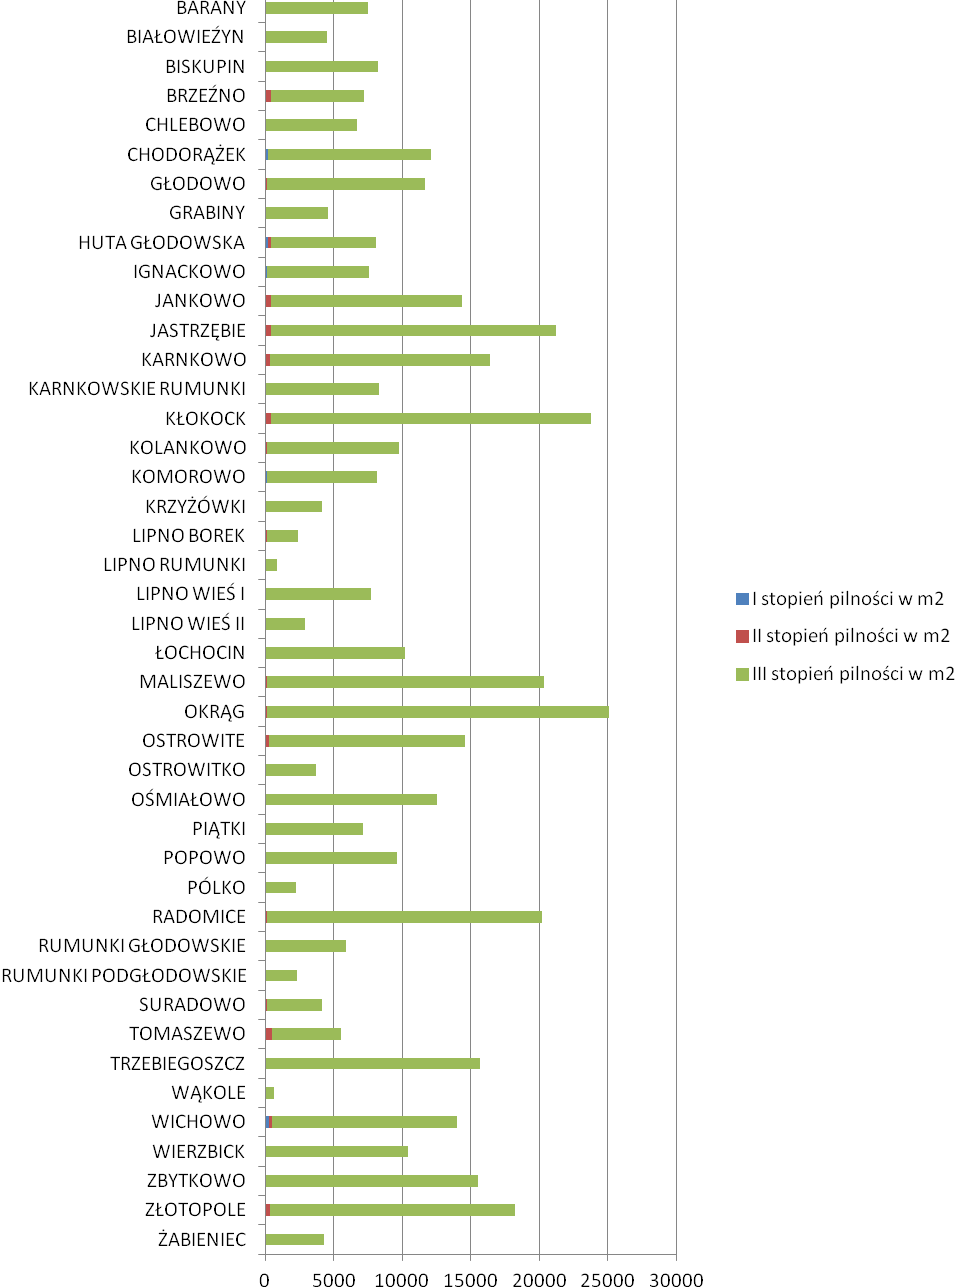 BARANY
BIAŁOWIEŹYN
BISKUPIN
BRZEŹNO
CHLEBOWO
CHODORĄŻEK
GŁODOWO
GRABINY
HUTA GŁODOWSKA
IGNACKOWO
JANKOWO
JASTRZĘBIE
KARNKOWO
KARNKOWSKIE RUMUNKI
KŁOKOCK
KOLANKOWO
KOMOROWO
KRZYŻÓWKI
LIPNO BOREK
LIPNO RUMUNKI
LIPNO WIEŚ I
LIPNO WIEŚ II
ŁOCHOCIN
MALISZEWO
OKRĄG
OSTROWITE
OSTROWITKO
OŚMIAŁOWO
PIĄTKI
POPOWO
PÓLKO
RADOMICE
RUMUNKI GŁODOWSKIE
RUMUNKI PODGŁODOWSKIE
SURADOWO
TOMASZEWO
TRZEBIEGOSZCZ
WĄKOLE
WICHOWO
WIERZBICK
ZBYTKOWO
ZŁOTOPOLE
ŻABIENIEC
0 5000 10000 15000 20000 25000 30000
I stopień pilności w m2
II stopień pilności w m2
III stopień pilności w m2